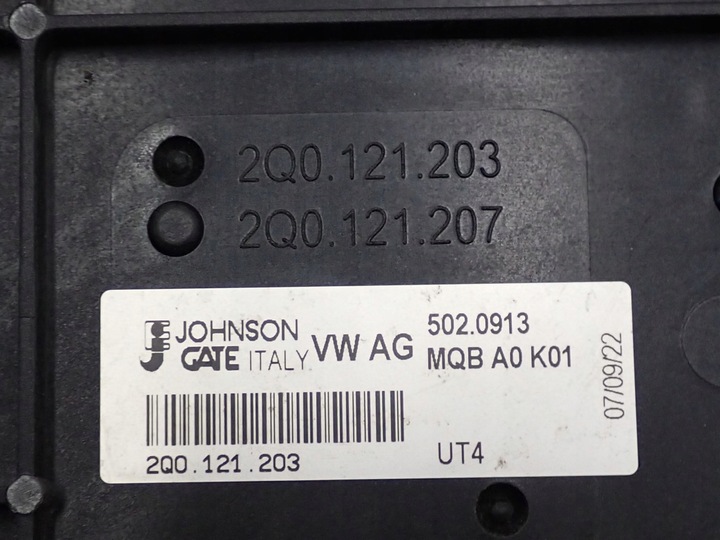 2Q0.121.203
2Q0.121.207
JOHNSON
GATE ITALY
VW AG
502.0913
MQB A0 K01
07/09/22
2Q0.121.203
UT4